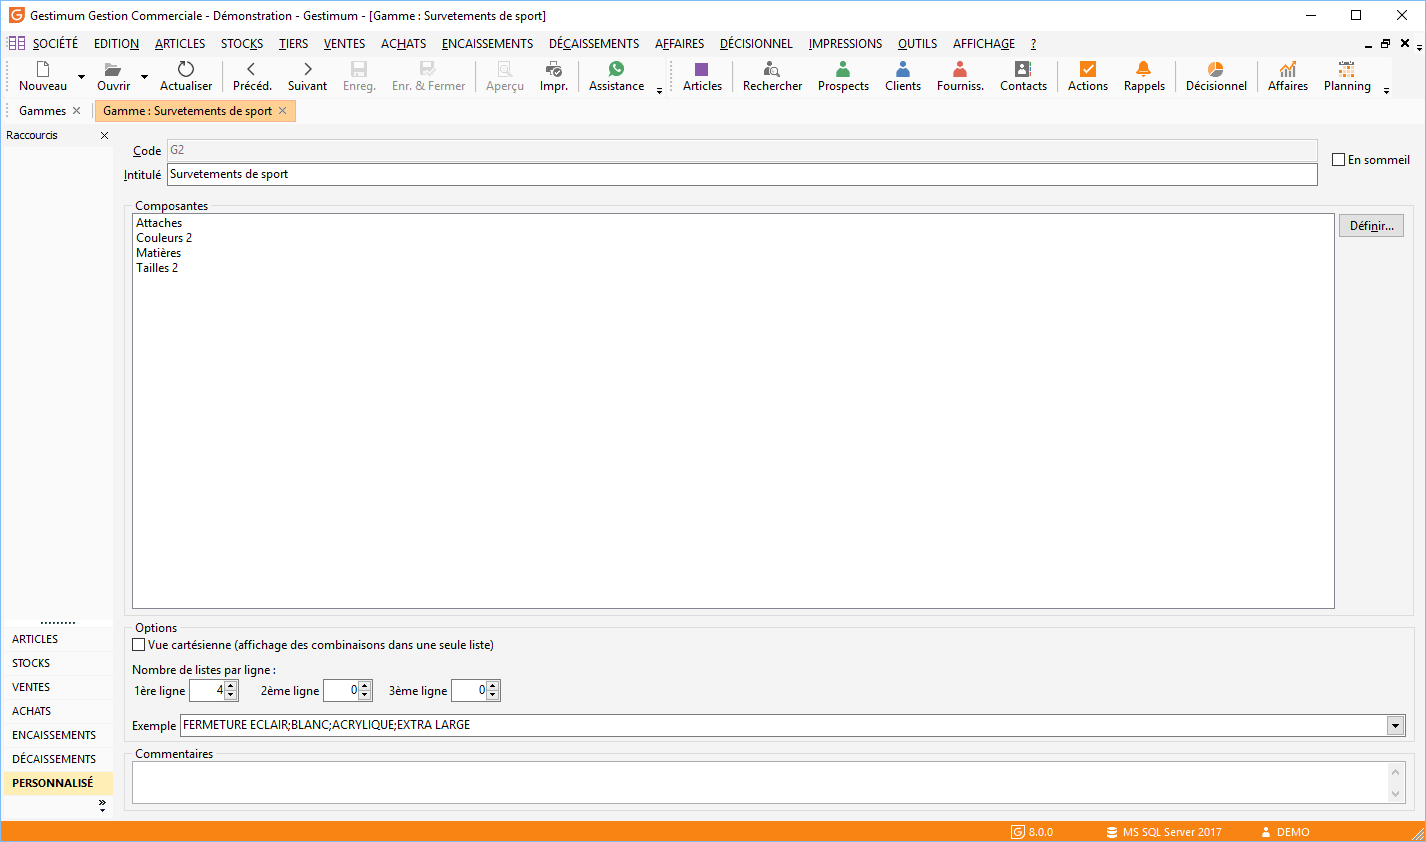 Gestimum Gestion Commerciale - Démonstration - Gestimum - [Gamme : Survetements de sport]
SOCIÉTÉ EDITION ARTICLES STOCKS TIERS VENTES ACHATS ENCAISSEMENTS DÉCAISSEMENTS AFFAIRES DÉCISIONNEL IMPRESSIONS OUTILS AFFICHAGE ?
Nouveau Ouvrir Actualiser Précéd. Suivant Enreg. Enr. & Fermer Aperçu Impr. Assistance Articles Rechercher Prospects Clients Fourniss. Contacts Actions Rappels Décisionnel Affaires Planning
Gammes Gamme : Survetements de sport
Raccourcis
Code G2
En sommeil
Intitulé Survetements de sport
Composantes
Attaches
Définir...
Couleurs 2
Matières
Tailles 2
Options
Vue cartésienne (affichage des combinaisons dans une seule liste)
Nombre de listes par ligne :
1ère ligne 4 2ème ligne 0 3ème ligne 0
Exemple FERMETURE ECLAIR;BLANC;ACRYLIQUE;EXTRA LARGE
Commentaires
ARTICLES
STOCKS
VENTES
ACHATS
ENCAISSEMENTS
DÉCAISSEMENTS
PERSONNALISÉ
8.0.0 MS SQL Server 2017 DEMO